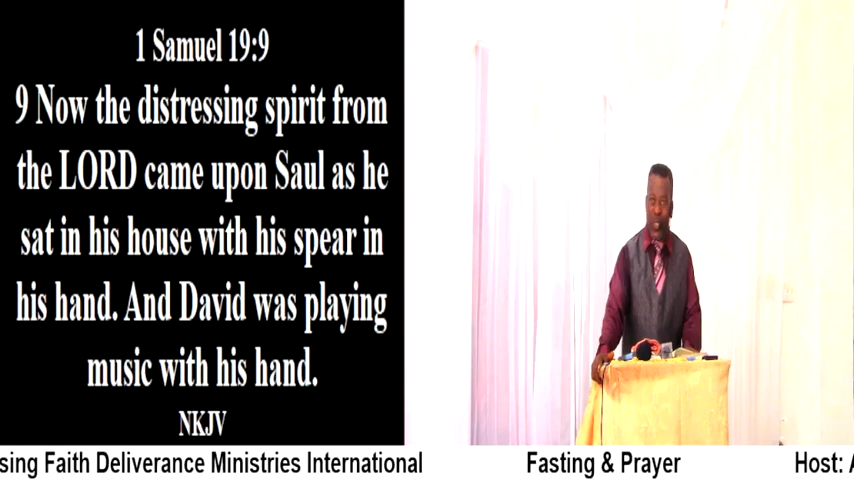 1 Samuel 19:9
9 Now the distressing spirit from
the LORD came upon Saul as he
sat in his house with his spear in
his hand. And David was playing
music with his hand.
NKJV
Faith Deliverance Ministries International Fasting & Prayer Host: